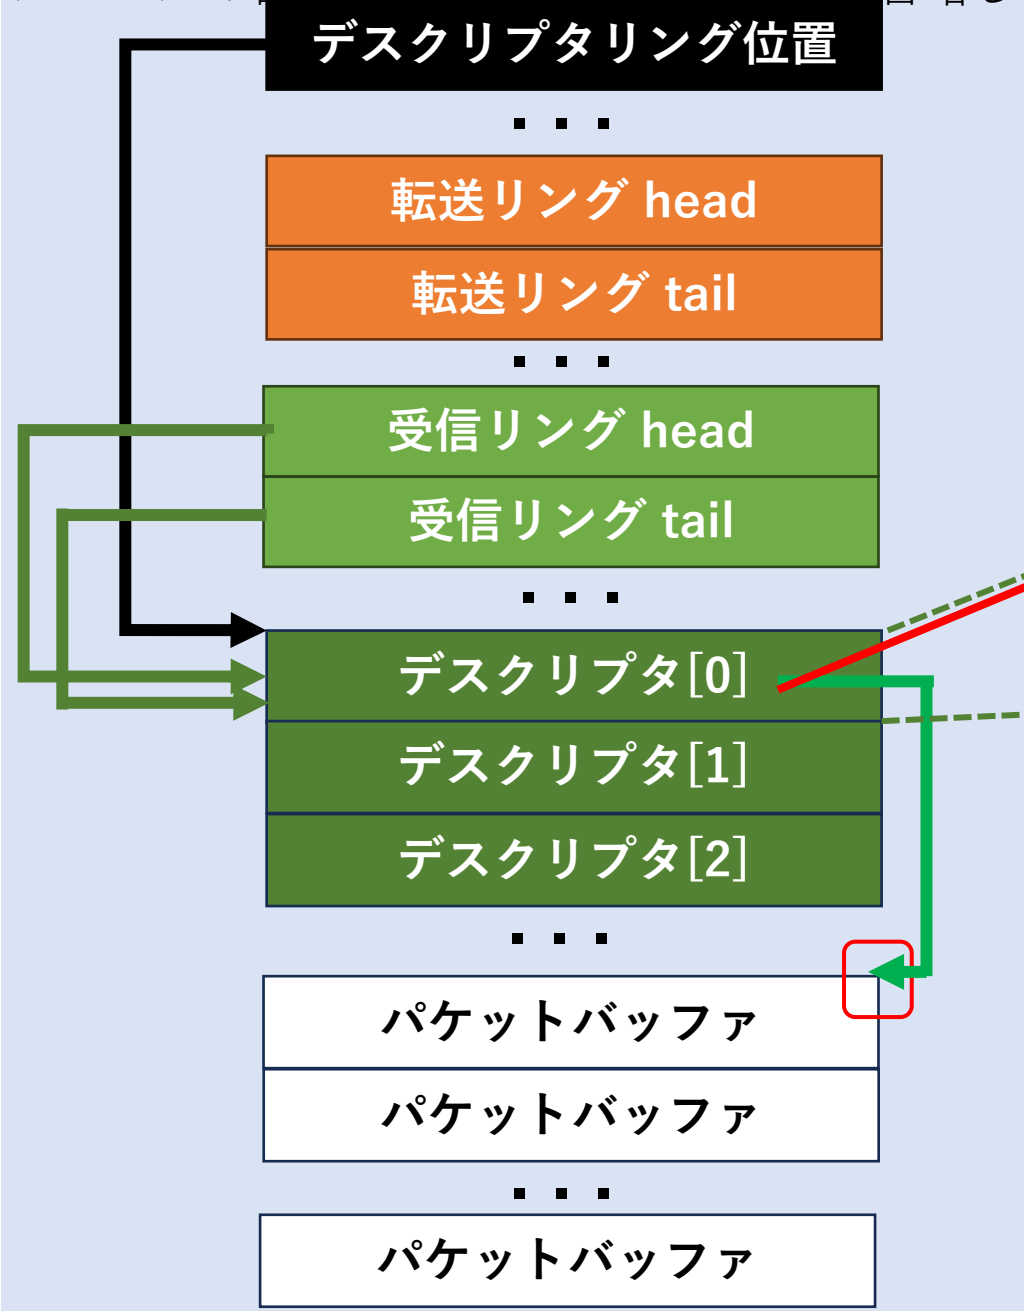 デスクリプタリング位置
・・・
転送リング head
転送リング tail
・・・
受信リング head
受信リング tail
・・・
デスクリプタ[0]
デスクリプタ[1]
デスクリプタ[2]
・・・
パケットバッファ
パケットバッファ
・・・
パケットバッファ